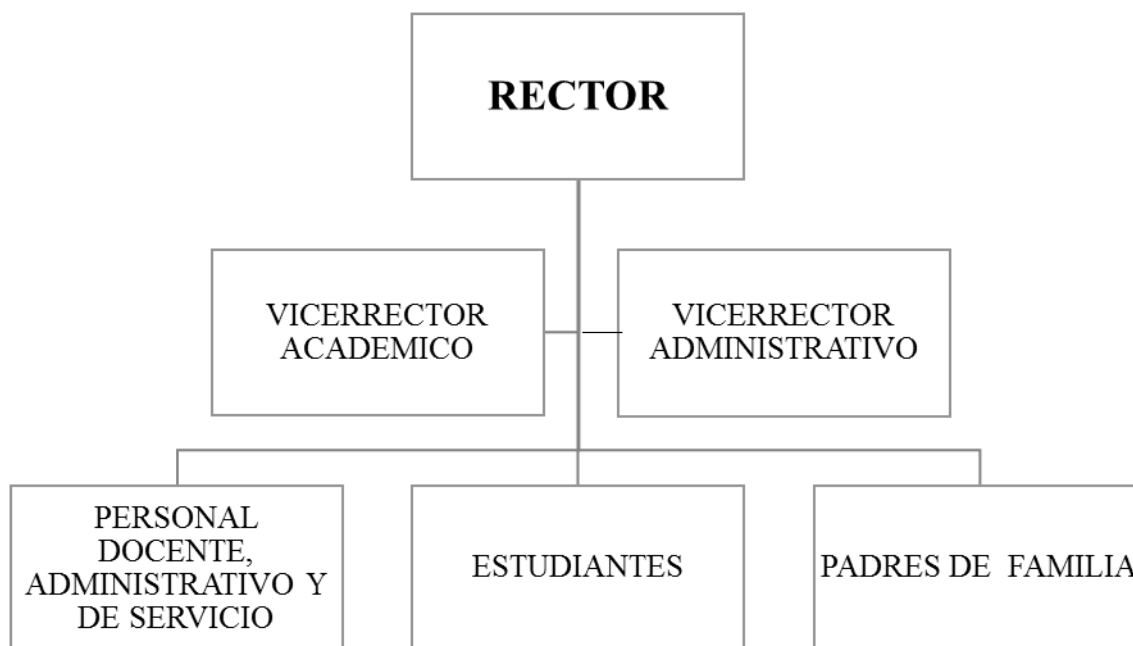 RECTOR
VICERRECTOR
ACADEMICO
VICERRECTOR
ADMINISTRATIVO
PERSONAL
DOCENTE,
ADMINISTRATIVO Y
DE SERVICIO
ESTUDIANTES
PADRES DE FAMILIA